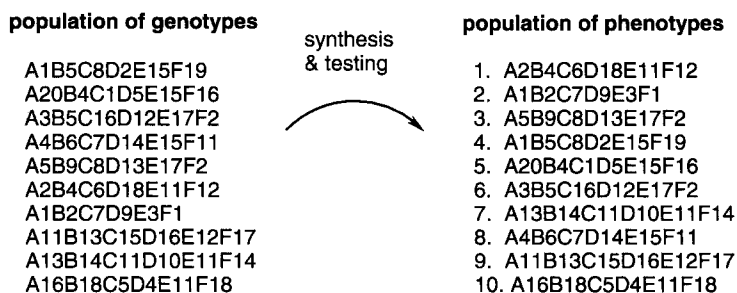 population of genotypes
A1B5C8D2E15F19
A20B4C1D5E15F16
A3B5C16D12E17F2
A4B6C7D14E15F11
A5B9C8D13E17F2
A2B4C6D18E11F12
A1B2C7D9E3F1
A11B13C15D16E12F17
A13B14C11D10E11F14
A16B18C5D4E11F18
synthesis
& testing
population of phenotypes
1. A2B4C6D18E11F12
2. A1B2C7D9E3F1
3. A5B9C8D13E17F2
4. A1B5C8D2E15F19
5. A20B4C1D5E15F16
6. A3B5C16D12E17F2
7. A13B14C11D10E11F14
8. A4B6C7D14E15F11
9. A11B13C15D16E12F17
10. A16B18C5D4E11F18